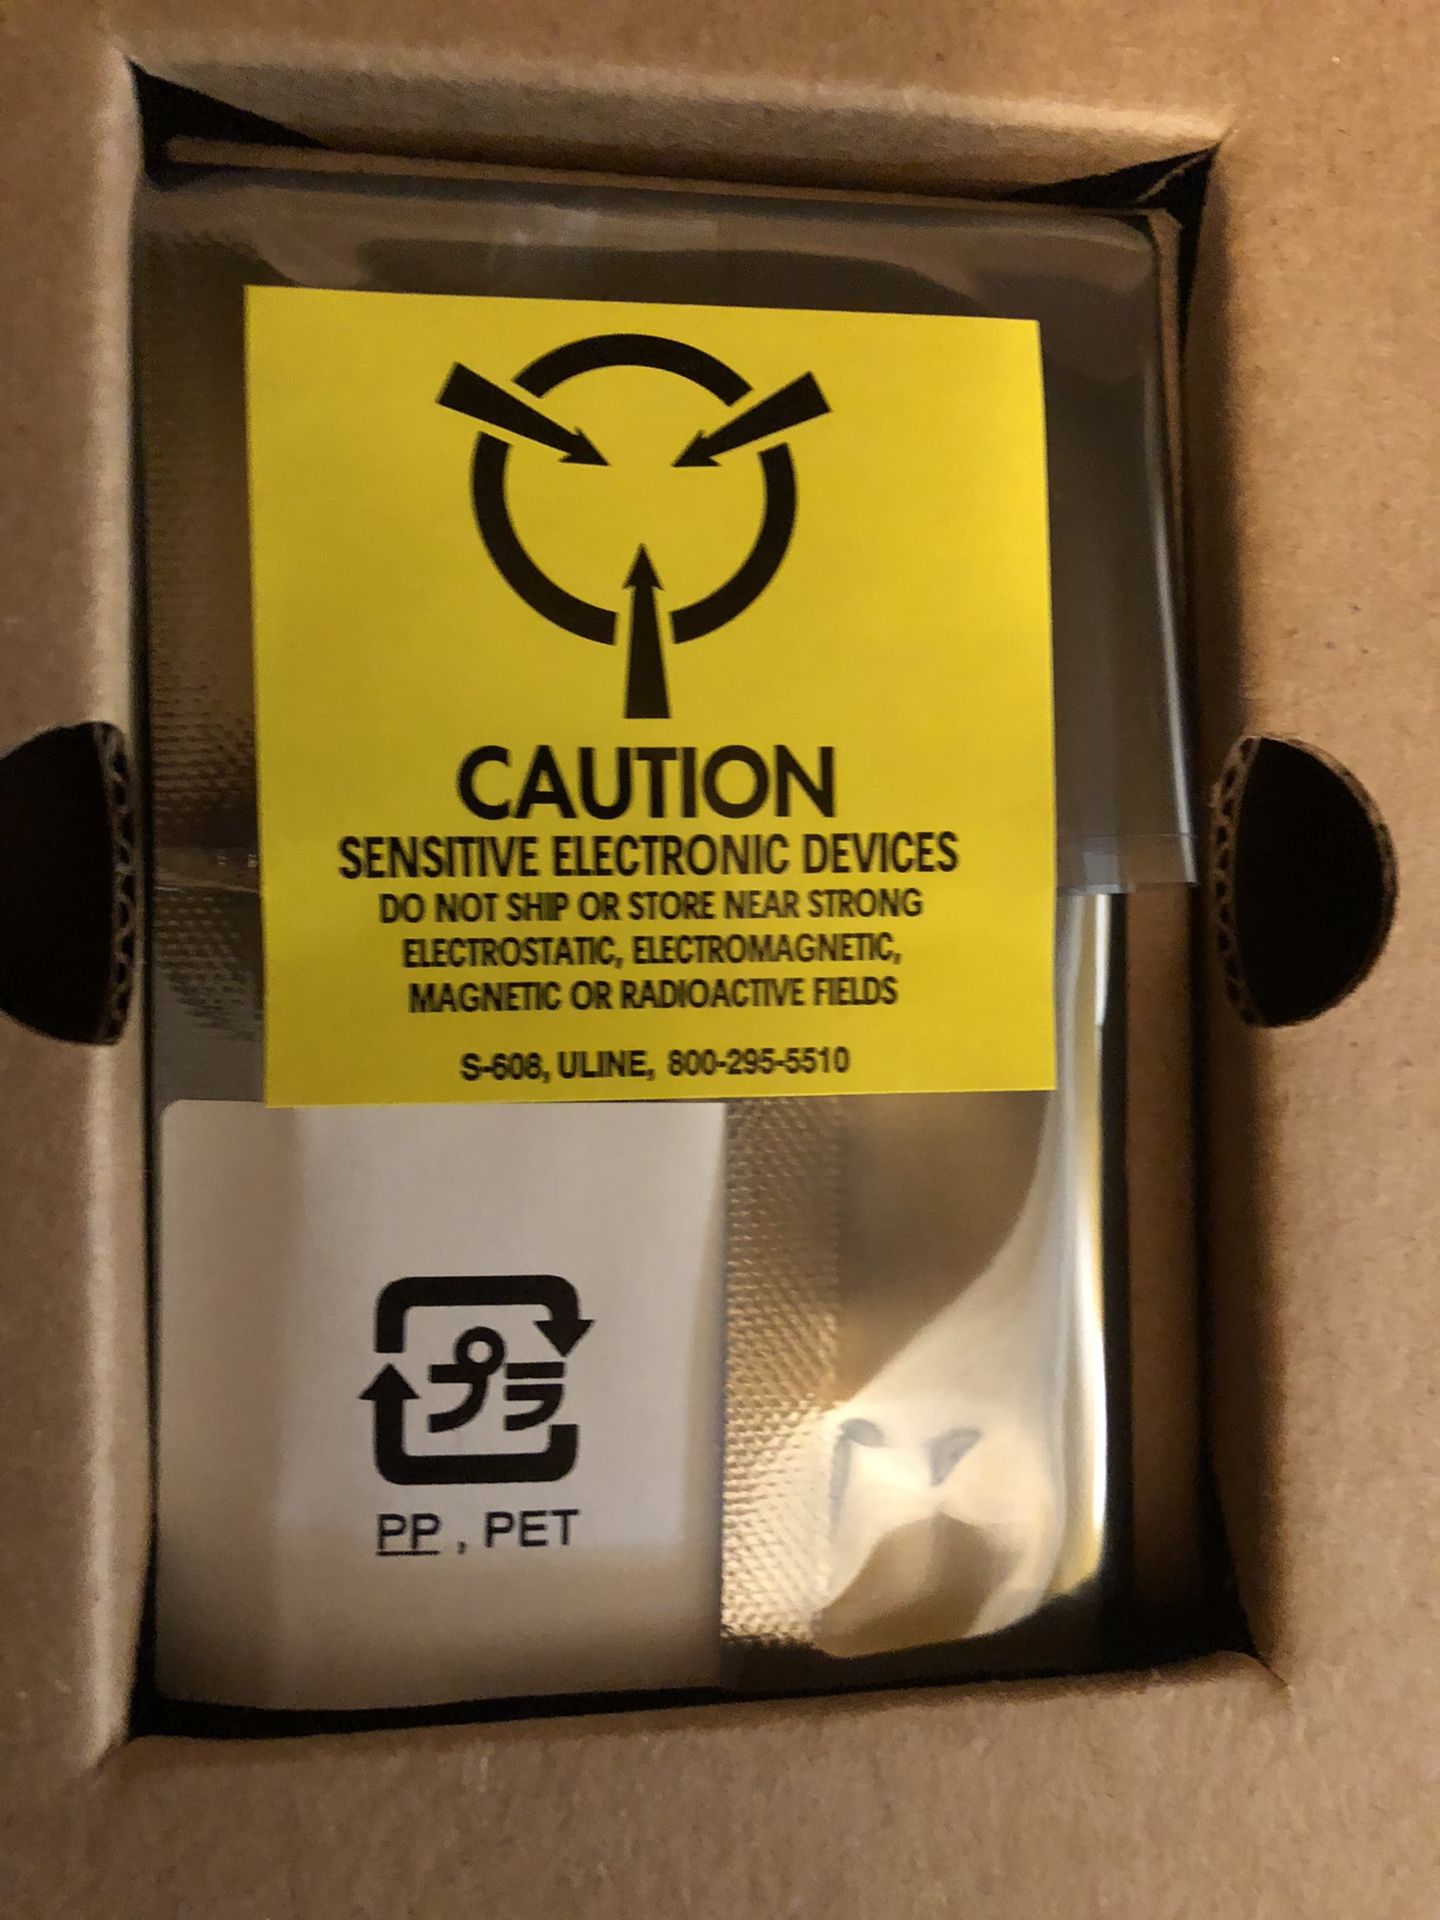 CAUTION
SENSITIVE ELECTRONIC DEVICES
DO NOT SHIP OR STORE NEAR STRONG
ELECTROSTATIC, ELECTROMAGNETIC,
MAGNETIC OR RADIOACTIVE FIELDS
S-608, ULINE, 800-295-5510
プラ
PP , PET